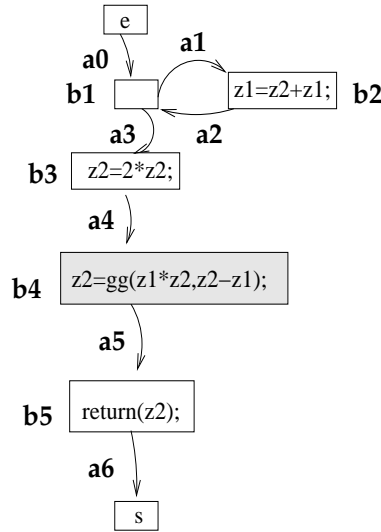 e
a0
a1
b1
z1=z2+z1;
b2
a3
a2
b3
z2=2*z2;
a4
b4
z2=gg(z1*z2,z2−z1);
a5
b5
return(z2);
a6
s